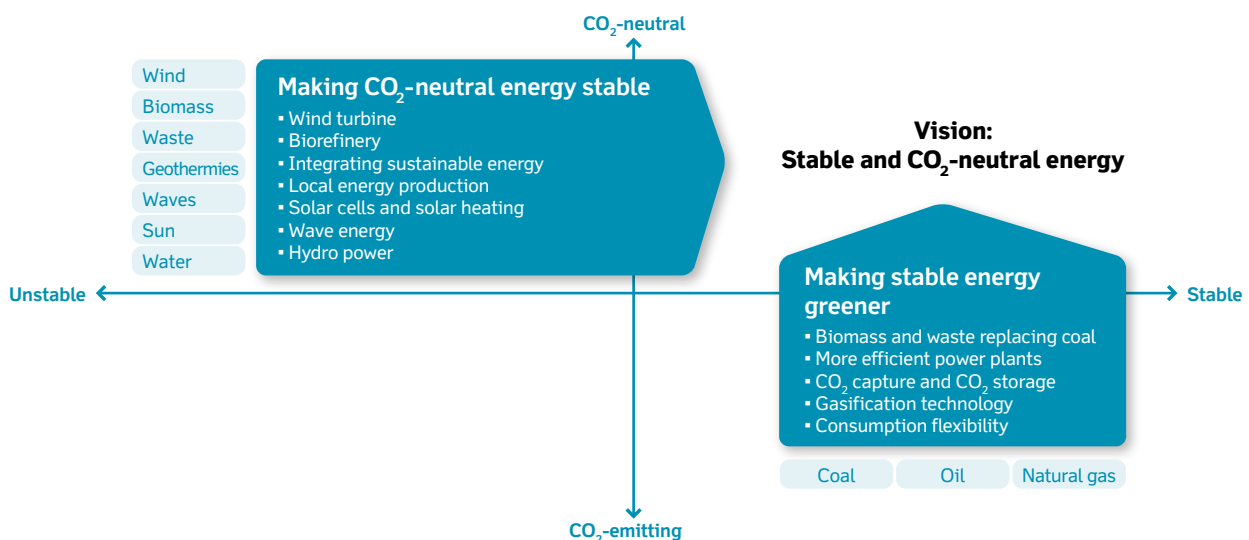 CO₂-neutral
Wind
Biomass
Waste
Geothermies
Waves
Sun
Water
Making CO₂-neutral energy stable
▪ Wind turbine
▪ Biorefinery
▪ Integrating sustainable energy
▪ Local energy production
▪ Solar cells and solar heating
▪ Wave energy
▪ Hydro power
Vision:
Stable and CO₂-neutral energy
Unstable
Stable
Making stable energy
greener
▪ Biomass and waste replacing coal
▪ More efficient power plants
▪ CO₂ capture and CO₂ storage
▪ Gasification technology
▪ Consumption flexibility
Coal
Oil
Natural gas
CO₂-emitting